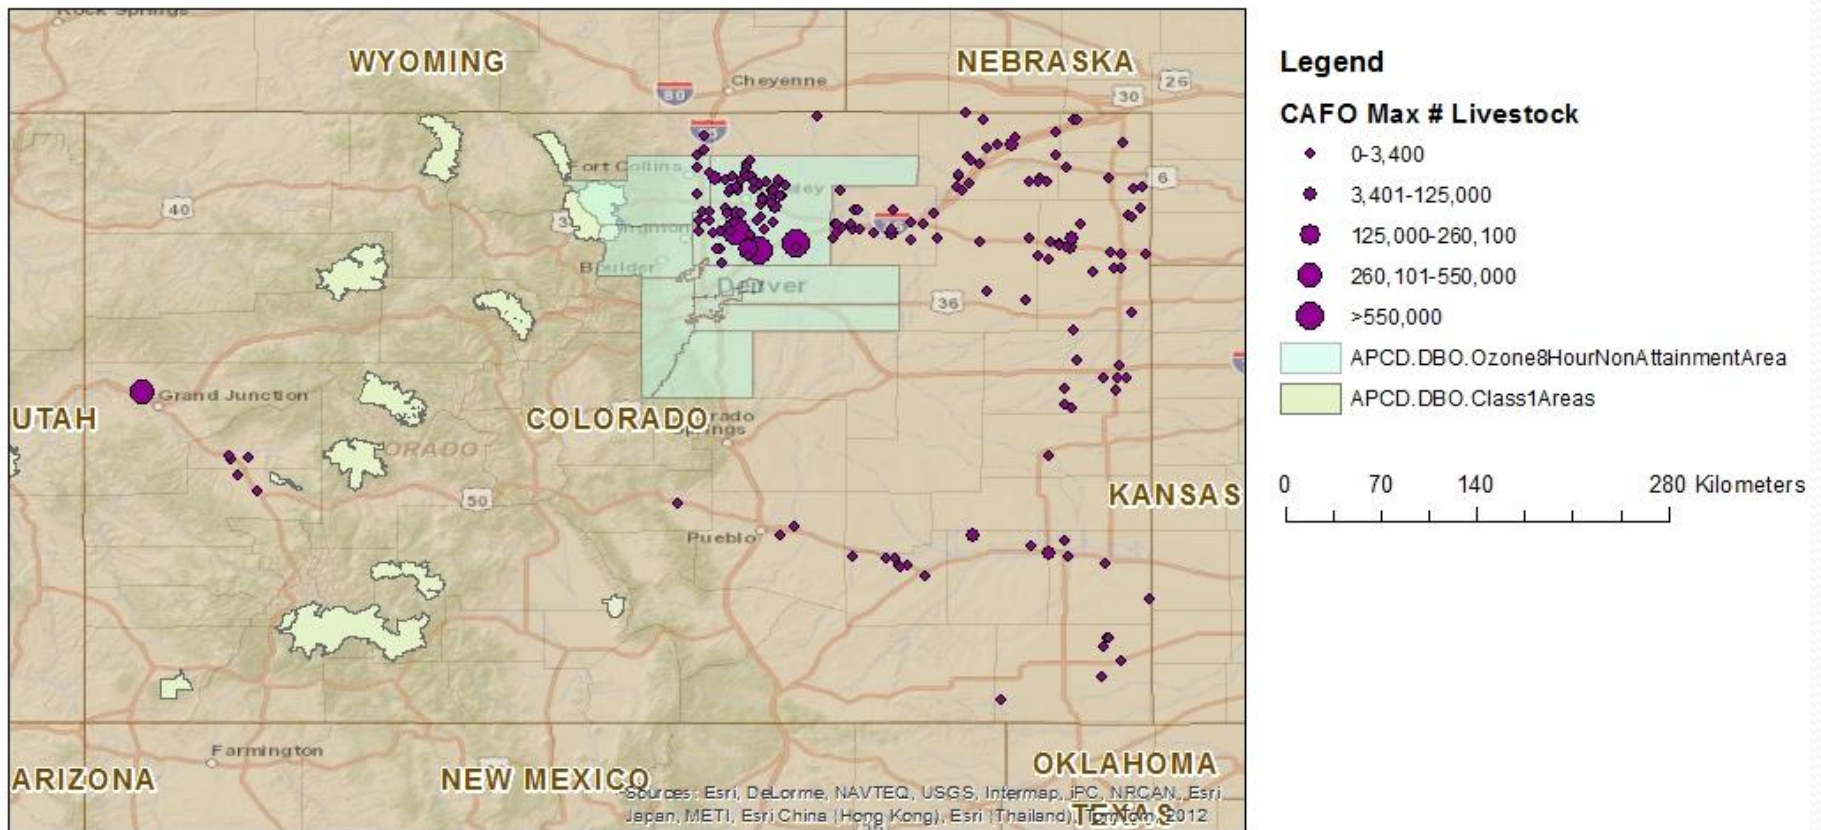 Rock Springs
WYOMING
NEBRASKA
Cheyenne
80
26
30
Fort Collins
40
6
Boulder
Denver
36
Grand Junction
UTAH
COLORADO
KANSAS
50
Pueblo
Farmington
ARIZONA
NEW MEXICO
OKLAHOMA
TEXAS
Sources: Esri, DeLorme, NAVTEQ, USGS, Intermap, iPC, NRCAN, Esri
Japan, METI, Esri China (Hong Kong), Esri (Thailand), TomTom, 2012
Legend
CAFO Max # Livestock
0-3,400
3,401-125,000
125,000-260,100
260,101-550,000
>550,000
APCD.DBO.Ozone8HourNonAttainmentArea
APCD.DBO.Class1Areas
0 70 140 280 Kilometers